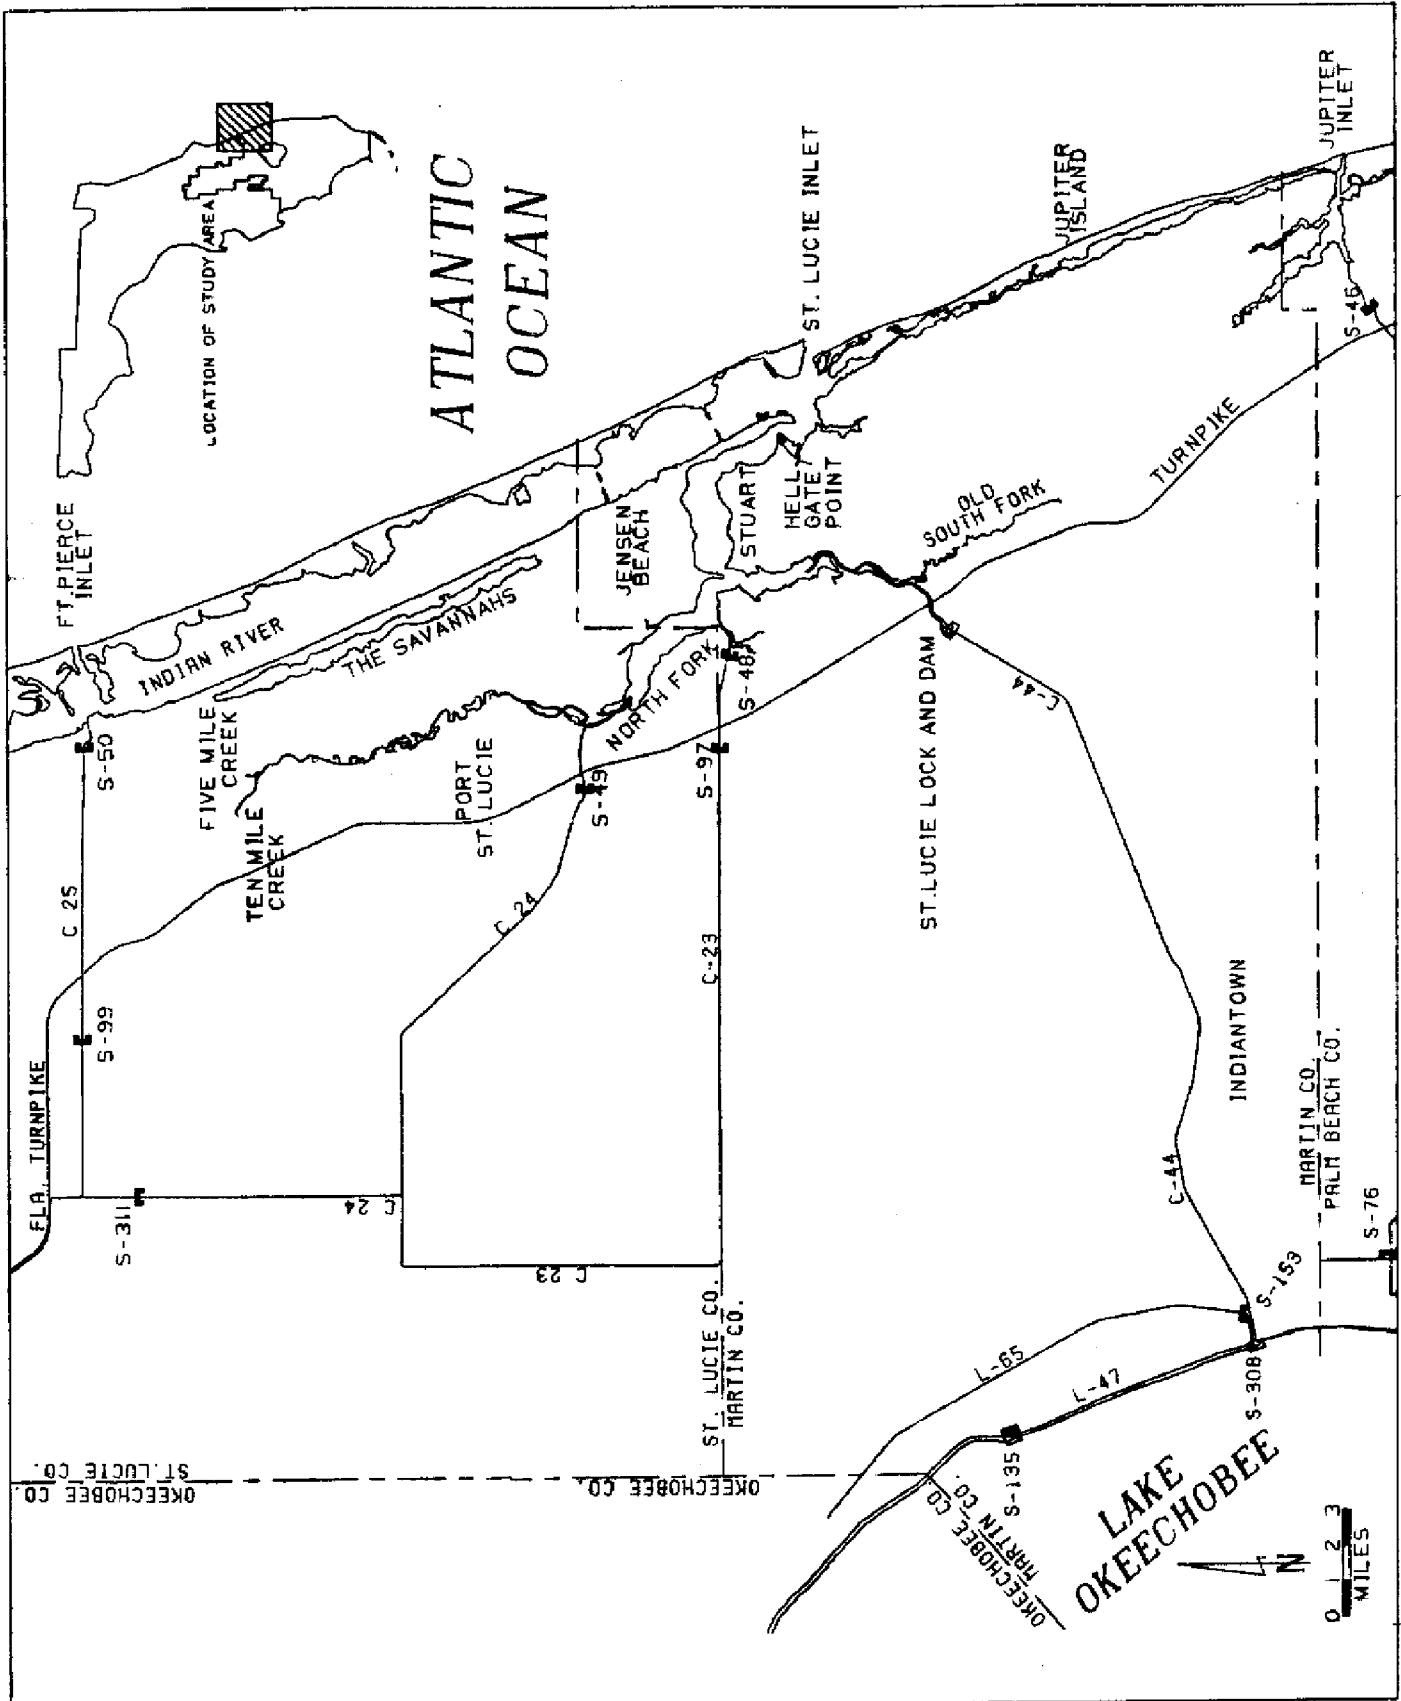 FT.PIERCE
INLET
LOCATION OF STUDY AREA
ATLANTIC
OCEAN
ST. LUCIE INLET
JUPITER
ISLAND
JUPITER
INLET
INDIAN RIVER
THE SAVANNAHS
JENSEN
BEACH
STUART
HELL
GATE
POINT
OLD
SOUTH FORK
TURNPIKE
S-46
S-50
FIVE MILE
CREEK
TEN MILE
CREEK
PORT
ST. LUCIE
NORTH FORK
S-49
S-48
S-97
ST.LUCIE LOCK AND DAM
C-44
C 25
S-99
FLA. TURNPIKE
C 24
C-23
INDIANTOWN
S-311
C 24
C 23
C-44
MARTIN CO.
PALM BEACH CO.
S-76
S-153
ST. LUCIE CO.
MARTIN CO.
L-65
L-47
S-308
ST.LUCIE CO.
OKEECHOBEE CO.
OKEECHOBEE CO.
S-135
OKEECHOBEE CO.
MARTIN CO.
LAKE
OKEECHOBEE
N
0 1 2 3
MILES